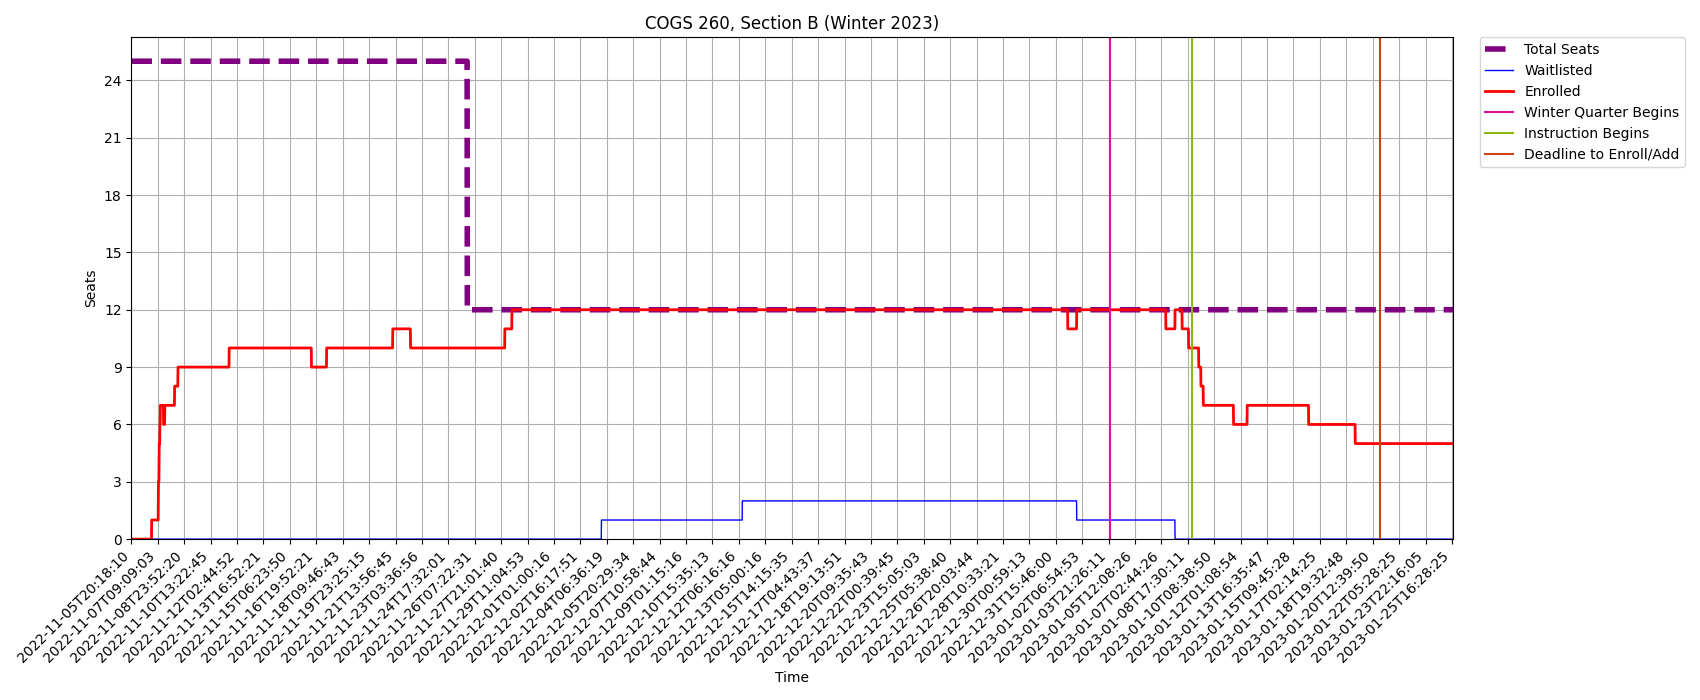 COGS 260, Section B (Winter 2023)
Total Seats
Waitlisted
Enrolled
Winter Quarter Begins
Instruction Begins
Deadline to Enroll/Add
Seats
24
21
18
15
12
9
6
3
0
2022-11-05T20:18:10
2022-11-07T09:09:03
2022-11-08T23:52:20
2022-11-10T13:22:45
2022-11-12T02:44:52
2022-11-13T16:52:21
2022-11-15T06:23:50
2022-11-16T19:52:21
2022-11-18T09:46:43
2022-11-19T23:25:15
2022-11-21T13:56:45
2022-11-23T03:36:56
2022-11-24T17:32:01
2022-11-26T07:22:31
2022-11-27T21:01:40
2022-11-29T11:04:53
2022-12-01T01:00:16
2022-12-02T16:17:51
2022-12-04T06:36:19
2022-12-05T20:29:34
2022-12-07T10:58:44
2022-12-09T01:15:16
2022-12-10T15:35:13
2022-12-12T06:16:16
2022-12-13T05:00:16
2022-12-15T14:15:35
2022-12-17T04:43:37
2022-12-18T19:13:51
2022-12-20T09:35:43
2022-12-22T00:39:45
2022-12-23T15:05:03
2022-12-25T05:38:40
2022-12-26T20:03:44
2022-12-28T10:33:21
2022-12-30T00:59:13
2022-12-31T15:46:00
2023-01-02T06:54:53
2023-01-03T21:26:11
2023-01-05T12:08:26
2023-01-07T02:44:26
2023-01-08T17:30:11
2023-01-10T08:38:50
2023-01-12T01:08:54
2023-01-13T16:35:47
2023-01-15T09:45:28
2023-01-17T02:14:25
2023-01-18T19:32:48
2023-01-20T12:39:50
2023-01-22T05:28:25
2023-01-23T22:16:05
2023-01-25T16:28:25
Time